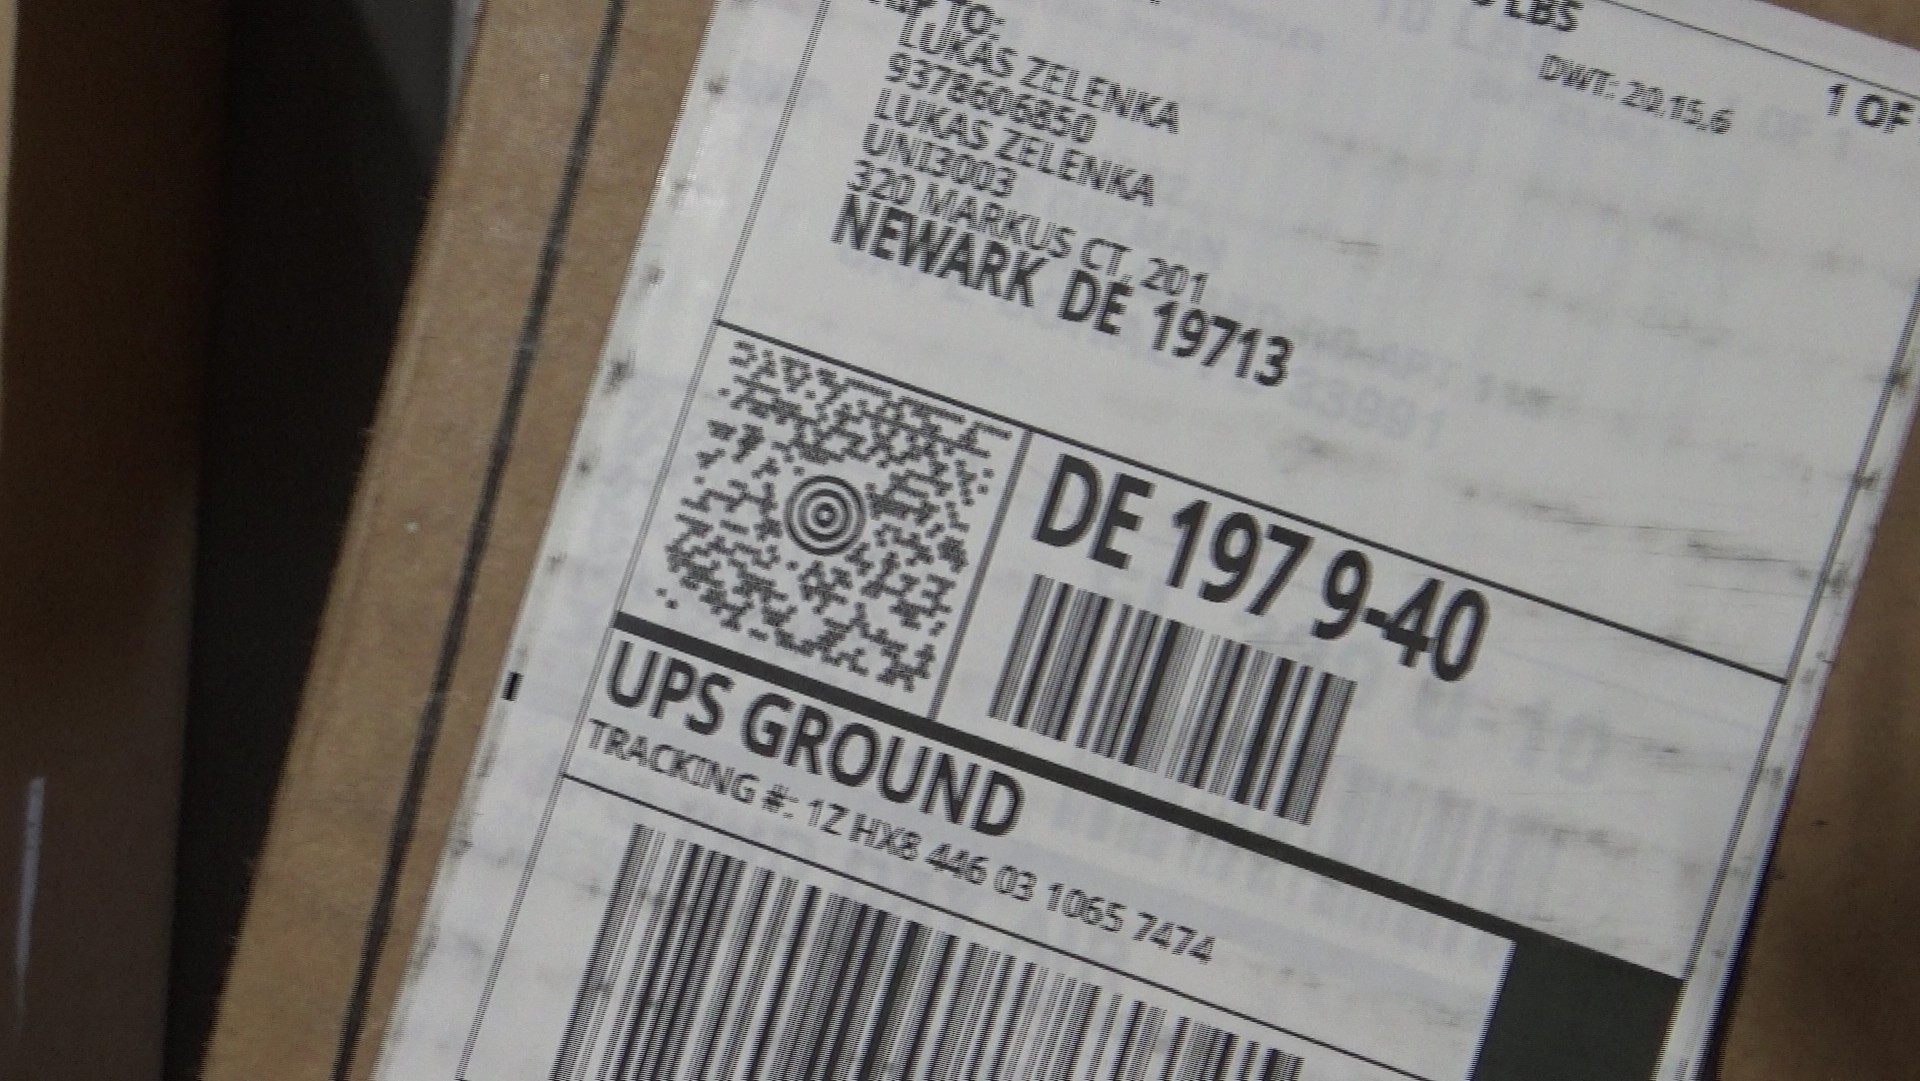 LBS
1 OF
DWT: 20,15,6
TO:
LUKAS ZELENKA
9378606850
LUKAS ZELENKA
UNI3003
320 MARKUS CT, 201
NEWARK DE 19713
DE 197 9-40
UPS GROUND
TRACKING #: 1Z HX8 446 03 1065 7474